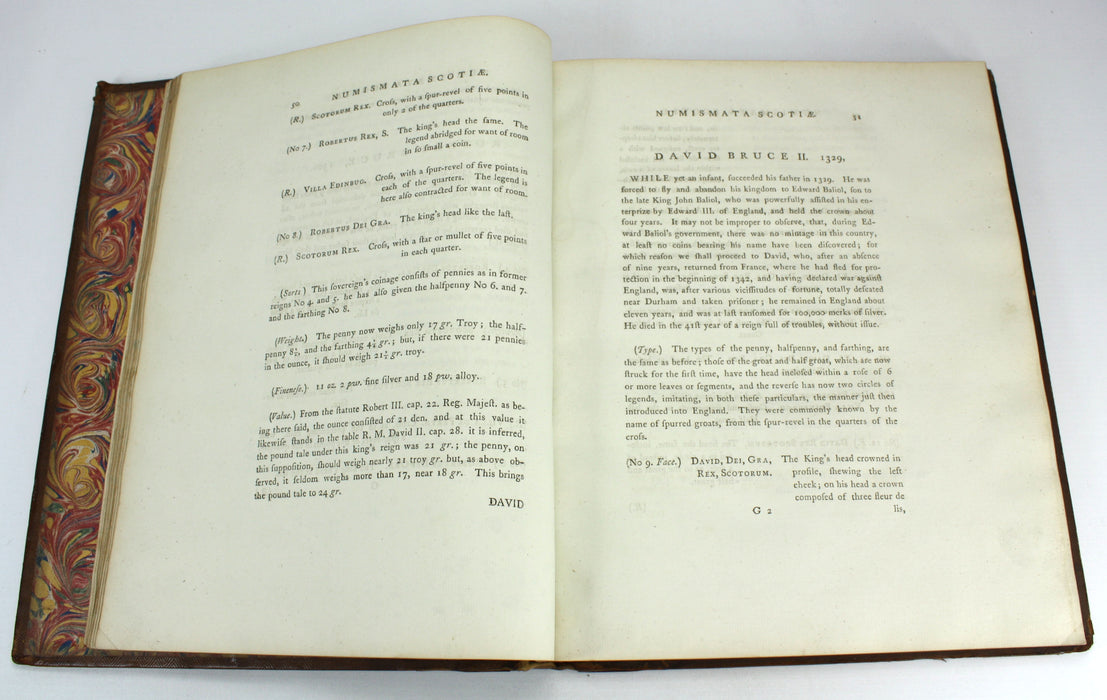 50 NUMISMATA SCOTIÆ.
(R.) SCOTORUM REX. Croſs, with a ſpur-revel of five points in
only 2 of the quarters.
(No 7.) ROBERTUS REX, S. The king's head the ſame. The
legend abridged for want of room
in ſo ſmall a coin.
(R.) VILLA EDINBUG. Croſs, with a ſpur-revel of five points in
each of the quarters. The legend is
here alſo contracted for want of room.
(No 8.) ROBERTUS DEI GRA. The king's head like the laſt.
(R.) SCOTORUM REX. Croſs, with a ſtar or mullet of five points
in each quarter.
(Sorts) This ſovereign's coinage conſiſts of pennies as in former
reigns No 4. and 5. he has alſo given the halfpenny No 6. and 7.
and the farthing No 8.
(Weight.) The penny now weighs only 17 gr. Troy; the half-
penny 8½, and the farthing 4¼ gr.; but, if there were 21 pennies
in the ounce, it ſhould weigh 21¼ gr. troy.
(Fineneſs.) 11 oz. 2 pw. fine ſilver and 18 pw. alloy.
(Value.) From the ſtatute Robert III. cap. 22. Reg. Majeſt. as be-
ing there ſaid, the ounce conſiſted of 21 den. and at this value it
likewiſe ſtands in the table R. M. David II. cap. 28. it is inferred,
the pound tale under this king's reign was 21 gr.; the penny, on
this ſuppoſition, ſhould weigh nearly 21 troy gr. but, as above ob-
ſerved, it ſeldom weighs more than 17, near 18 gr. This brings
the pound tale to 24 gr.
DAVID
NUMISMATA SCOTIÆ 51
DAVID BRUCE II. 1329,
WHILE yet an infant, ſucceeded his father in 1329. He was
forced to fly and abandon his kingdom to Edward Baliol, ſon to
the late King John Baliol, who was powerfully aſſiſted in his en-
terprize by Edward III. of England, and held the crown about
four years. It may not be improper to obſerve, that, during Ed-
ward Baliol's government, there was no mintage in this country,
at leaſt no coins bearing his name have been diſcovered; for
which reaſon we ſhall proceed to David, who, after an abſence
of nine years, returned from France, where he had fled for pro-
tection in the beginning of 1342, and having declared war againſt
England, was, after various viciſſitudes of fortune, totally defeated
near Durham and taken priſoner; he remained in England about
eleven years, and was at laſt ranſomed for 100,000 merks of ſilver.
He died in the 41ſt year of a reign full of troubles, without iſſue.
(Type.) The types of the penny, halfpenny, and farthing, are
the ſame as before; thoſe of the groat and half groat, which are now
ſtruck for the firſt time, have the head incloſed within a roſe of 6
or more leaves or ſegments, and the reverſe has now two circles of
legends, imitating, in both theſe particulars, the manner juſt then
introduced into England. They were commonly known by the
name of ſpurred groats, from the ſpur-revel in the quarters of the
croſs.
(No 9. Face.) DAVID, DEI, GRA, The King's head crowned in
REX, SCOTORUM. profile, ſhewing the left
cheek; on his head a crown
compoſed of three fleur de
G 2 lis,